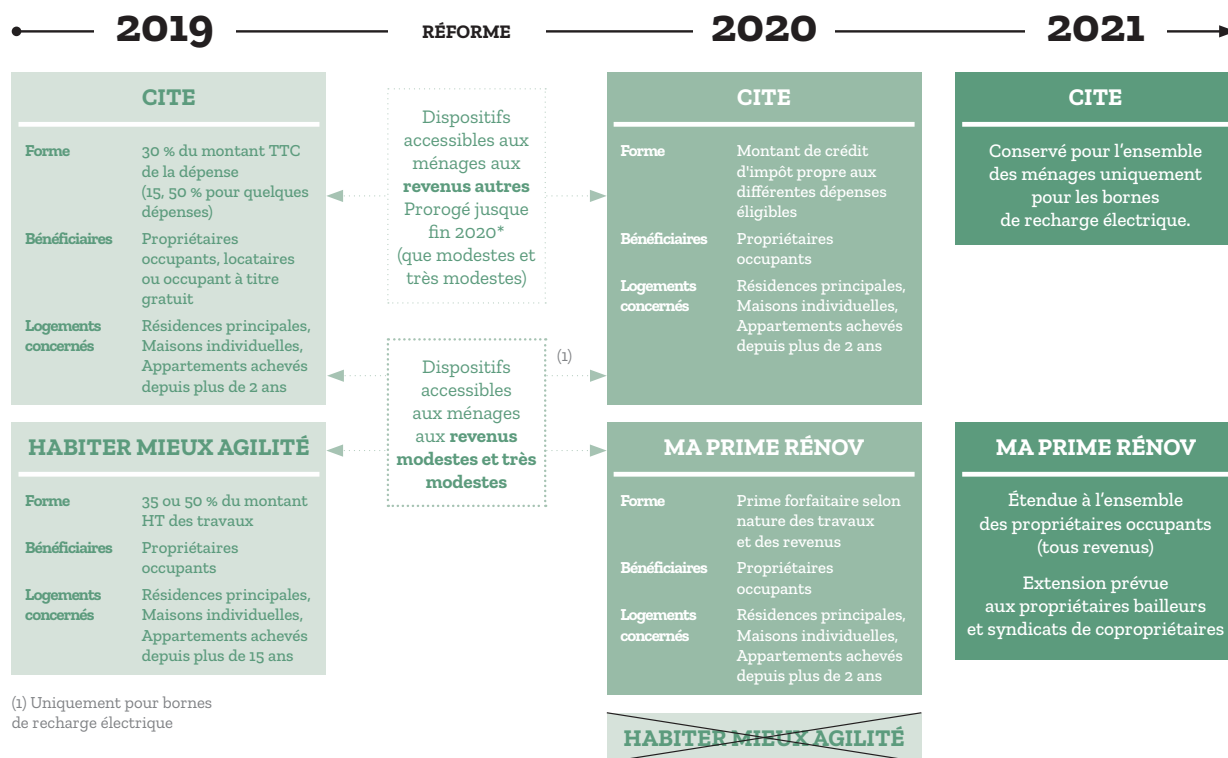 2019
RÉFORME
2020
2021
CITE
Forme
30 % du montant TTC
de la dépense
(15, 50 % pour quelques
dépenses)
Bénéficiaires
Propriétaires
occupants, locataires
ou occupant à titre
gratuit
Logements
concernés
Résidences principales,
Maisons individuelles,
Appartements achevés
depuis plus de 2 ans
HABITER MIEUX AGILITÉ
Forme
35 ou 50 % du montant
HT des travaux
Bénéficiaires
Propriétaires
occupants
Logements
concernés
Résidences principales,
Maisons individuelles,
Appartements achevés
depuis plus de 15 ans
(1) Uniquement pour bornes
de recharge électrique
Dispositifs
accessibles aux
ménages aux
revenus autres
Prorogé jusque
fin 2020*
(que modestes et
très modestes)
Dispositifs
accessibles
aux ménages
aux revenus
modestes et très
modestes
(1)
CITE
Forme
Montant de crédit
d'impôt propre aux
différentes dépenses
éligibles
Bénéficiaires
Propriétaires
occupants
Logements
concernés
Résidences principales,
Maisons individuelles,
Appartements achevés
depuis plus de 2 ans
MA PRIME RÉNOV
Forme
Prime forfaitaire selon
nature des travaux
et des revenus
Bénéficiaires
Propriétaires
occupants
Logements
concernés
Résidences principales,
Maisons individuelles,
Appartements achevés
depuis plus de 2 ans
HABITER MIEUX AGILITÉ
CITE
Conservé pour l’ensemble
des ménages uniquement
pour les bornes
de recharge électrique.
MA PRIME RÉNOV
Étendue à l’ensemble
des propriétaires occupants
(tous revenus)
Extension prévue
aux propriétaires bailleurs
et syndicats de copropriétaires